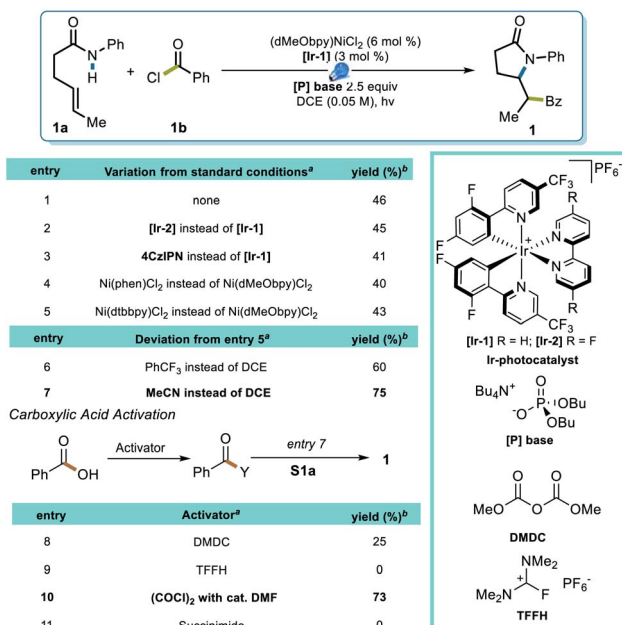 O
N
Ph
H
Me
1a
+
O
Cl
Ph
1b
(dMeObpy)NiCl2 (6 mol %)
[Ir-1] (3 mol %)
[P] base 2.5 equiv
DCE (0.05 M), hv
O
N
Ph
Bz
Me
1
entry Variation from standard conditionsa yield (%)b
1 none 46
2 [Ir-2] instead of [Ir-1] 45
3 4CzIPN instead of [Ir-1] 41
4 Ni(phen)Cl2 instead of Ni(dMeObpy)Cl2 40
5 Ni(dtbbpy)Cl2 instead of Ni(dMeObpy)Cl2 43
entry Deviation from entry 5a yield (%)b
6 PhCF3 instead of DCE 60
7 MeCN instead of DCE 75
Carboxylic Acid Activation
O
Ph
OH
Activator
O
Ph
Y
entry 7
S1a
1
entry Activatora yield (%)b
8 DMDC 25
9 TFFH 0
10 (COCl)2 with cat. DMF 73
11 Succinimide 0
PF6-
CF3
F
R
N
N
F
Ir+
F
N
N
R
F
CF3
[Ir-1] R = H; [Ir-2] R = F
Ir-photocatalyst
Bu4N+
O
-O
P
OBu
OBu
[P] base
O
O
MeO
O
OMe
DMDC
NMe2
+
Me2N
F
PF6-
TFFH